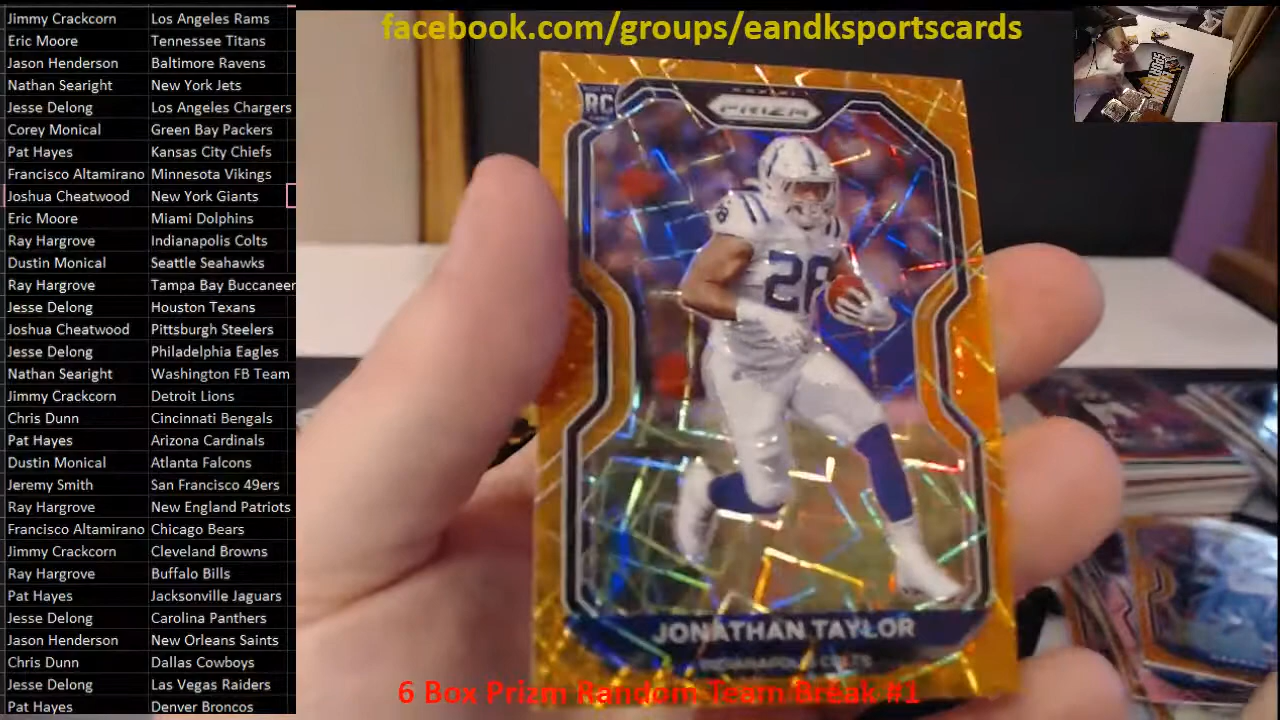 Jimmy Crackcorn Los Angeles Rams
Eric Moore Tennessee Titans
Jason Henderson Baltimore Ravens
Nathan Searight New York Jets
Jesse Delong Los Angeles Chargers
Corey Monical Green Bay Packers
Pat Hayes Kansas City Chiefs
Francisco Altamirano Minnesota Vikings
Joshua Cheatwood New York Giants
Eric Moore Miami Dolphins
Ray Hargrove Indianapolis Colts
Dustin Monical Seattle Seahawks
Ray Hargrove Tampa Bay Buccaneer
Jesse Delong Houston Texans
Joshua Cheatwood Pittsburgh Steelers
Jesse Delong Philadelphia Eagles
Nathan Searight Washington FB Team
Jimmy Crackcorn Detroit Lions
Chris Dunn Cincinnati Bengals
Pat Hayes Arizona Cardinals
Dustin Monical Atlanta Falcons
Jeremy Smith San Francisco 49ers
Ray Hargrove New England Patriots
Francisco Altamirano Chicago Bears
Jimmy Crackcorn Cleveland Browns
Ray Hargrove Buffalo Bills
Pat Hayes Jacksonville Jaguars
Jesse Delong Carolina Panthers
Jason Henderson New Orleans Saints
Chris Dunn Dallas Cowboys
Jesse Delong Las Vegas Raiders
Pat Hayes Denver Broncos
facebook.com/groups/eandksportscards
RC
PANINI
PRIZM
28
JONATHAN TAYLOR
INDIANAPOLIS COLTS
6 Box Prizm Random Team Break #1